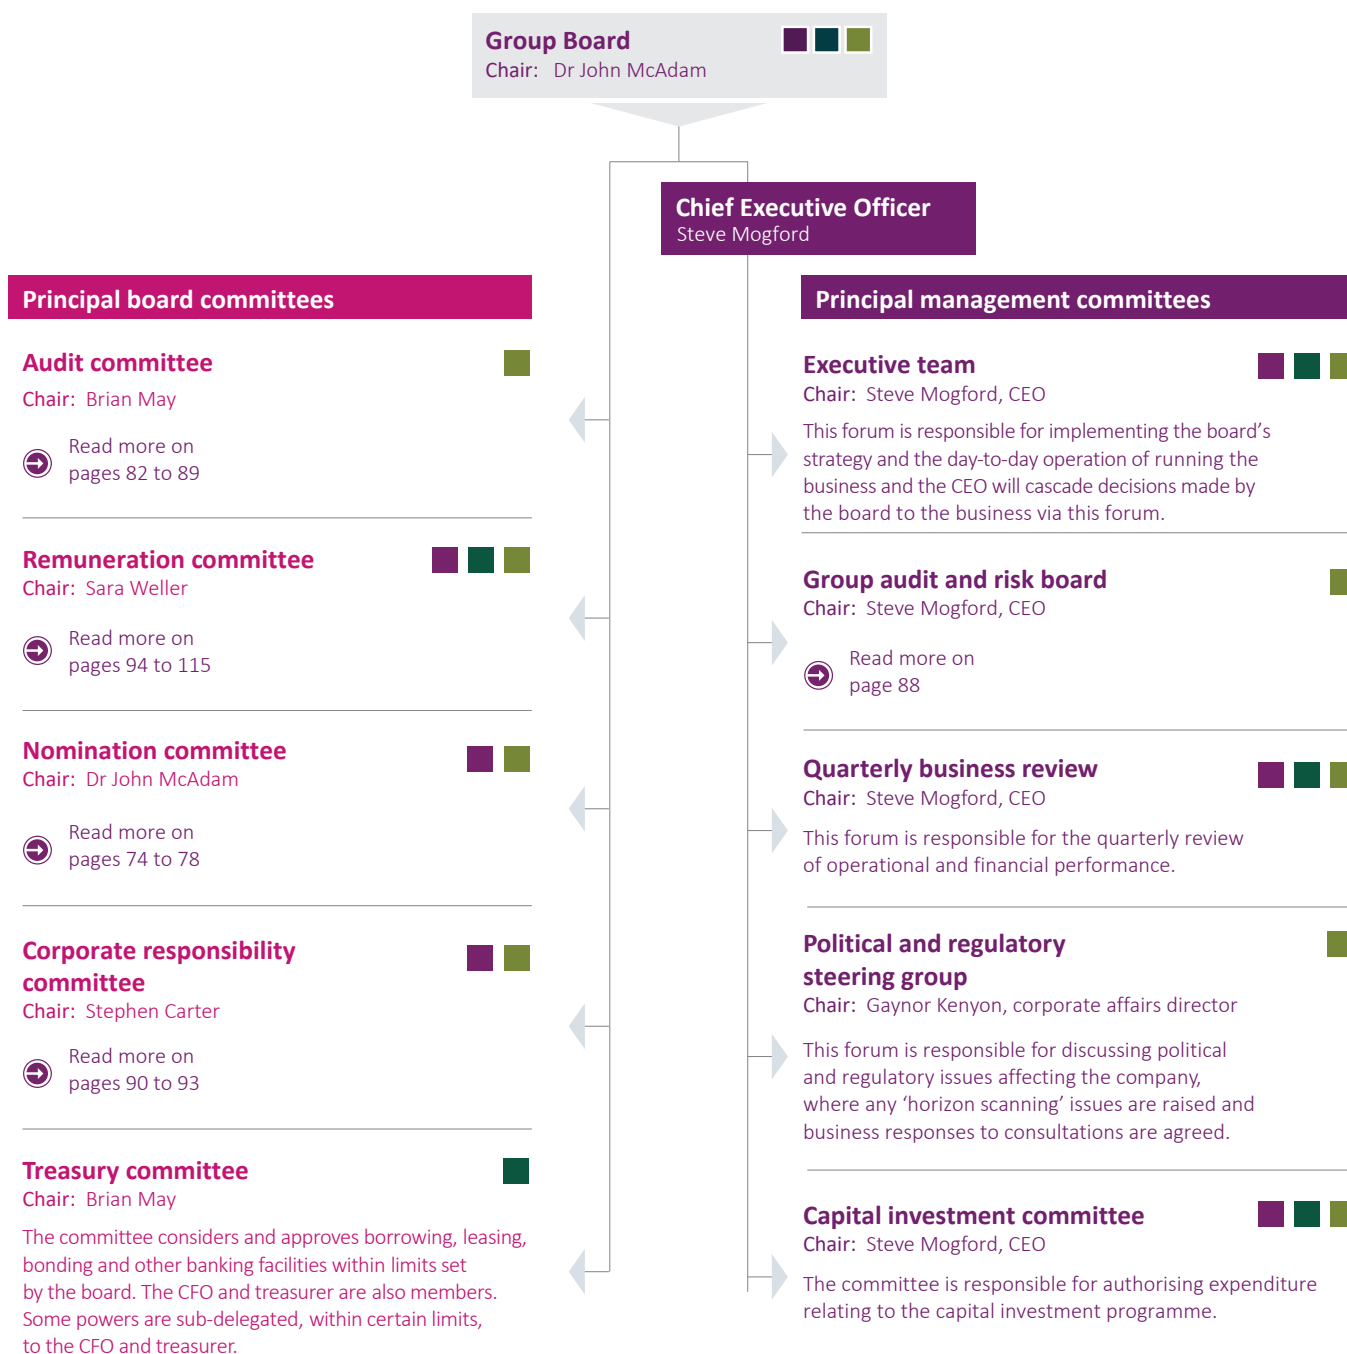 Group Board
Chair: Dr John McAdam
Chief Executive Officer
Steve Mogford
Principal board committees
Audit committee
Chair: Brian May
Read more on
pages 82 to 89
Remuneration committee
Chair: Sara Weller
Read more on
pages 94 to 115
Nomination committee
Chair: Dr John McAdam
Read more on
pages 74 to 78
Corporate responsibility
committee
Chair: Stephen Carter
Read more on
pages 90 to 93
Treasury committee
Chair: Brian May
The committee considers and approves borrowing, leasing,
bonding and other banking facilities within limits set
by the board. The CFO and treasurer are also members.
Some powers are sub-delegated, within certain limits,
to the CFO and treasurer.
Principal management committees
Executive team
Chair: Steve Mogford, CEO
This forum is responsible for implementing the board’s
strategy and the day-to-day operation of running the
business and the CEO will cascade decisions made by
the board to the business via this forum.
Group audit and risk board
Chair: Steve Mogford, CEO
Read more on
page 88
Quarterly business review
Chair: Steve Mogford, CEO
This forum is responsible for the quarterly review
of operational and financial performance.
Political and regulatory
steering group
Chair: Gaynor Kenyon, corporate affairs director
This forum is responsible for discussing political
and regulatory issues affecting the company,
where any ‘horizon scanning’ issues are raised and
business responses to consultations are agreed.
Capital investment committee
Chair: Steve Mogford, CEO
The committee is responsible for authorising expenditure
relating to the capital investment programme.